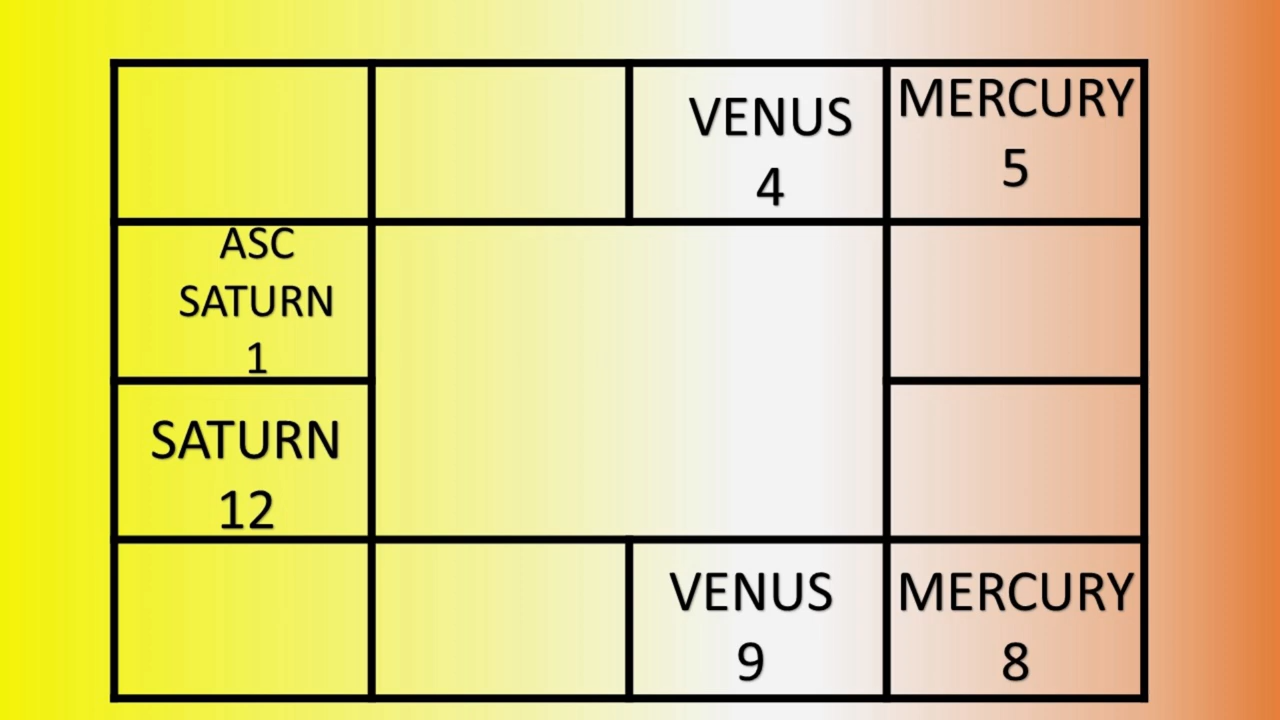 VENUS
4
MERCURY
5
ASC
SATURN
1
SATURN
12
VENUS
9
MERCURY
8